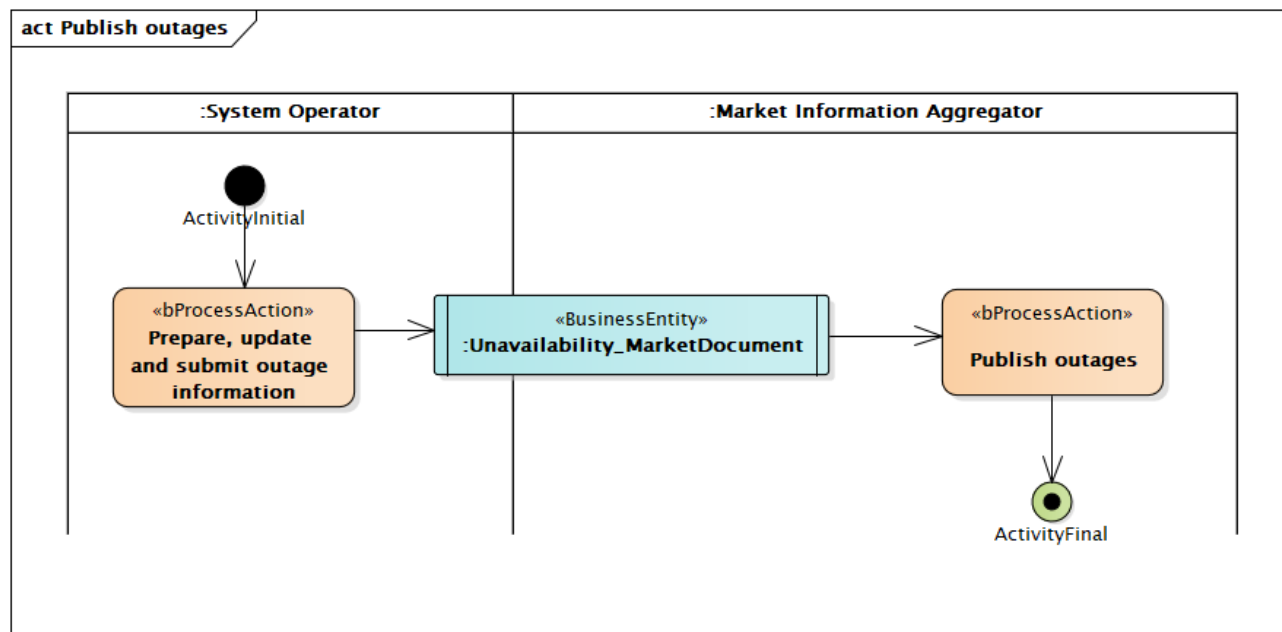 act Publish outages
:System Operator
:Market Information Aggregator
ActivityInitial
«bProcessAction»
Prepare, update
and submit outage
information
«BusinessEntity»
:Unavailability_MarketDocument
«bProcessAction»
Publish outages
ActivityFinal